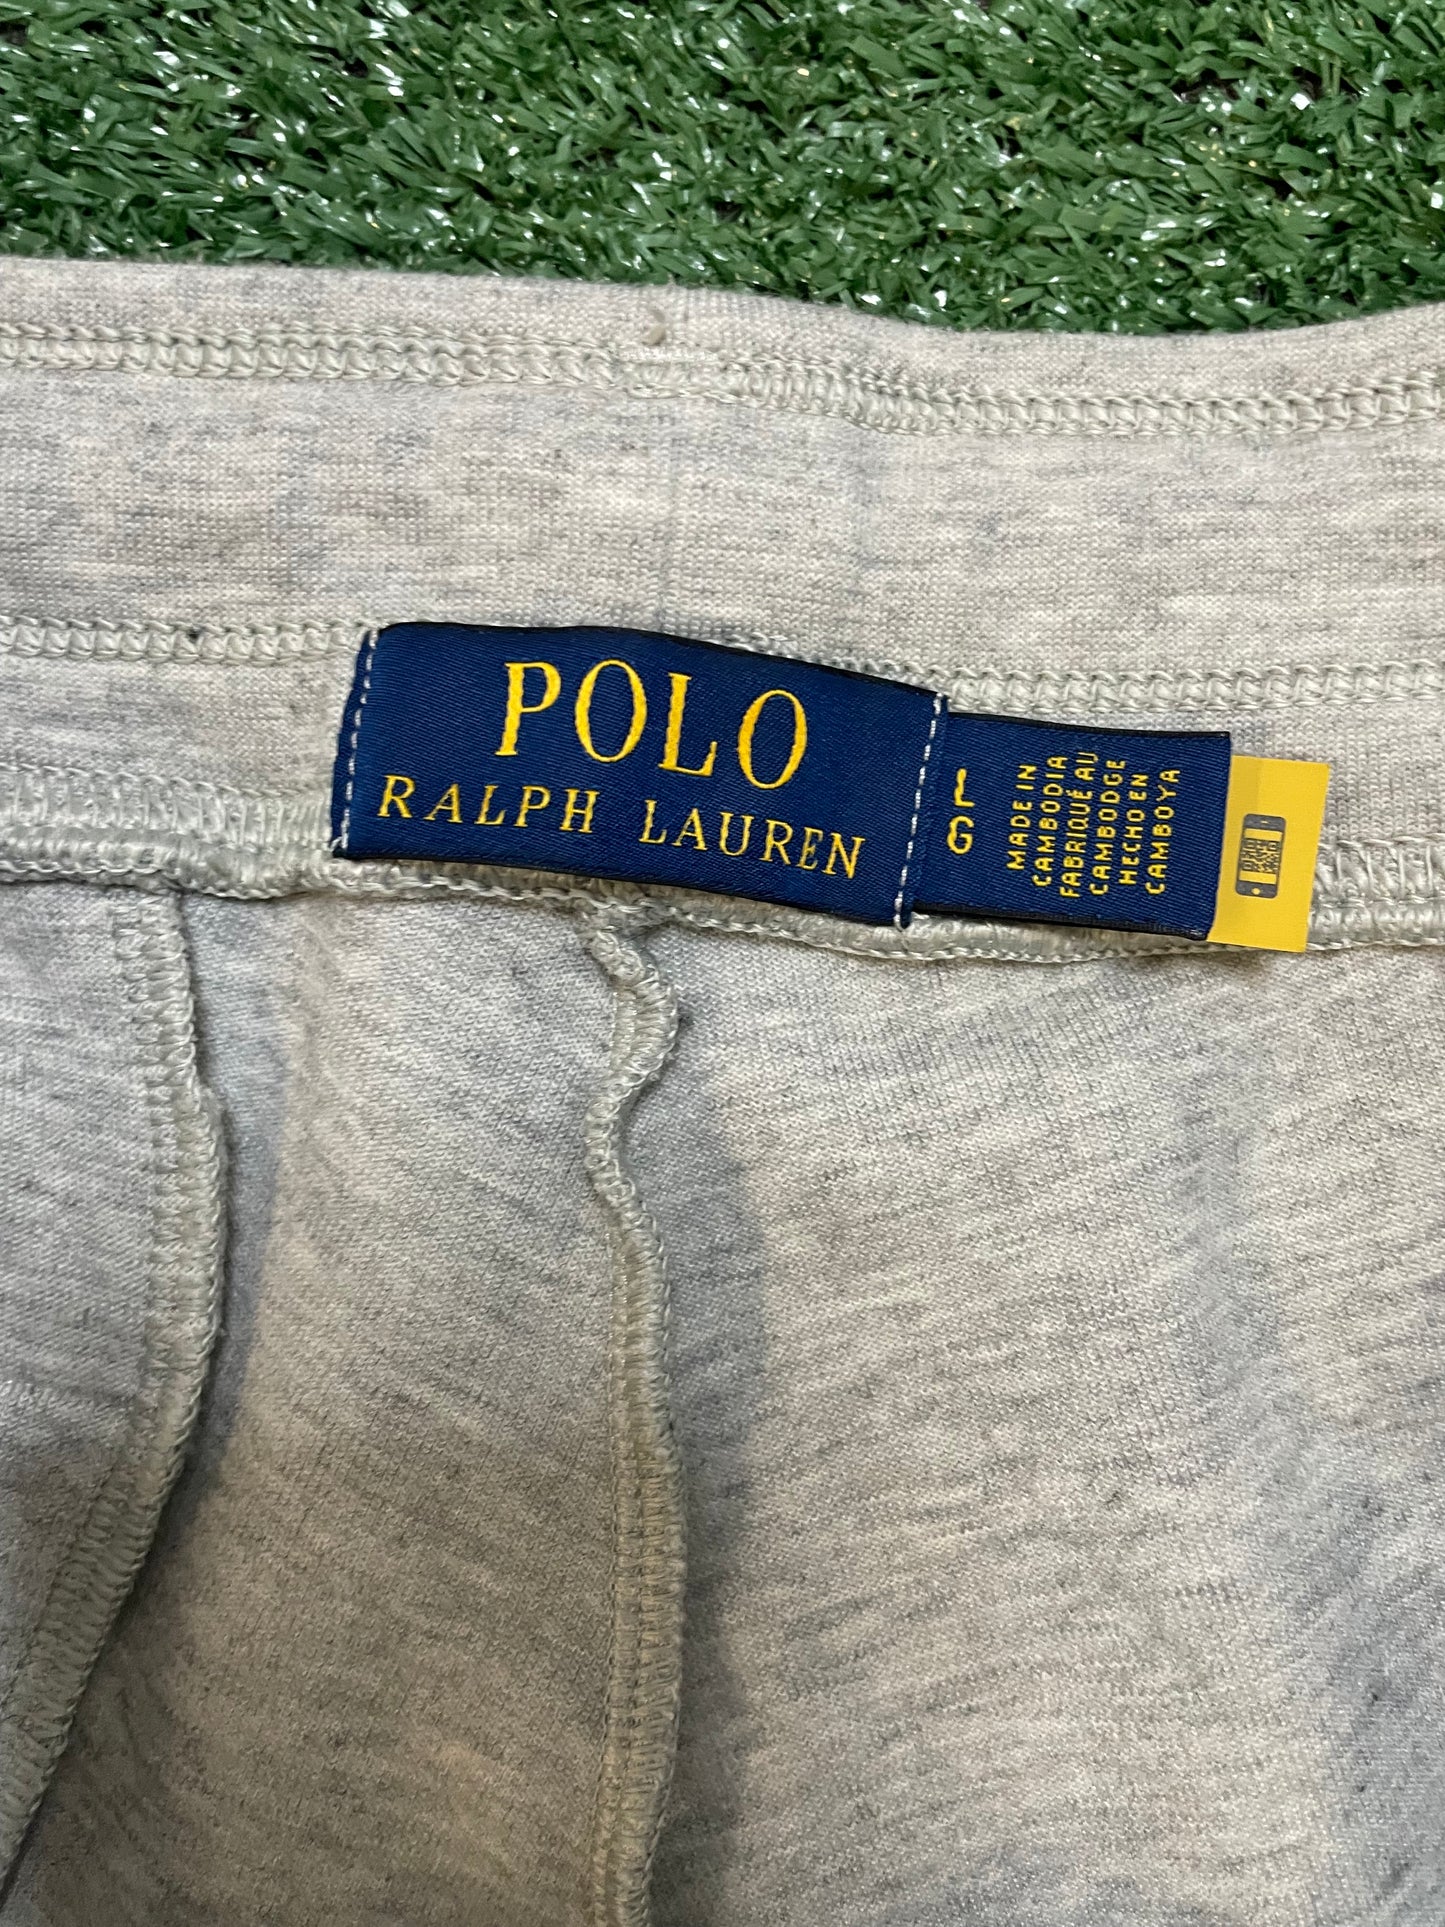 POLO
RALPH LAUREN
L
G
MADE IN
CAMBODIA
FABRIQUÉ AU
CAMBODGE
HECHO EN
CAMBOYA